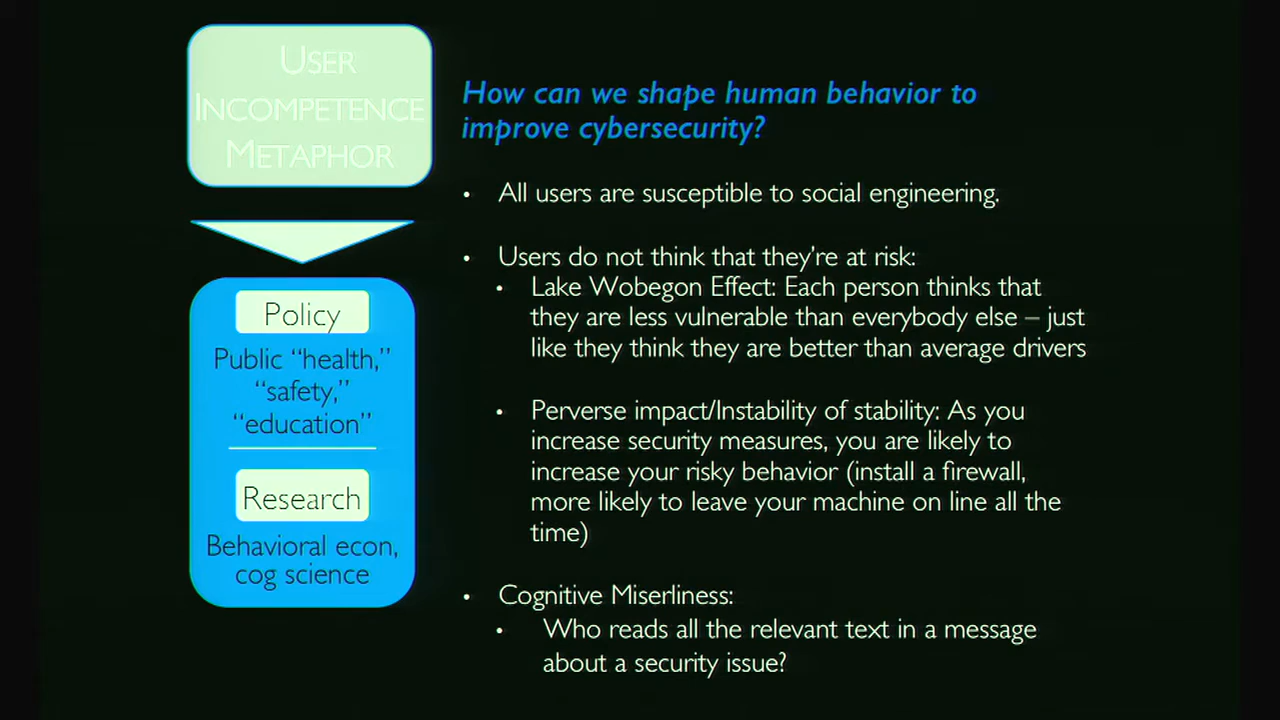 USER
INCOMPETENCE
METAPHOR
Policy
Public “health,”
“safety,”
“education”
Research
Behavioral econ,
cog science
How can we shape human behavior to
improve cybersecurity?
• All users are susceptible to social engineering.
• Users do not think that they’re at risk:
• Lake Wobegon Effect: Each person thinks that
they are less vulnerable than everybody else – just
like they think they are better than average drivers
• Perverse impact/Instability of stability: As you
increase security measures, you are likely to
increase your risky behavior (install a firewall,
more likely to leave your machine on line all the
time)
• Cognitive Miserliness:
• Who reads all the relevant text in a message
about a security issue?